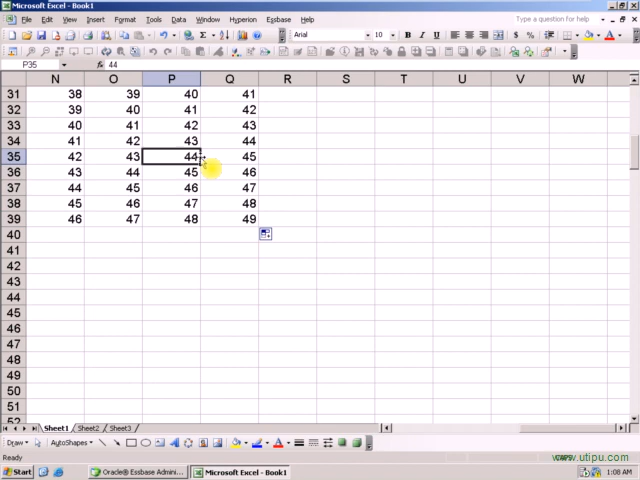 Microsoft Excel - Book1
File Edit View Insert Format Tools Data Window Hyperion Essbase Help Type a question for help
Arial 10 B I U $ %
P35 44
N O P Q R S T U V W
31 38 39 40 41
32 39 40 41 42
33 40 41 42 43
34 41 42 43 44
35 42 43 44 45
36 43 44 45 46
37 44 45 46 47
38 45 46 47 48
39 46 47 48 49
40
41
42
43
44
45
46
47
48
49
50
51
52
Sheet1 Sheet2 Sheet3
Draw AutoShapes
Ready CAPS
www.utipu.com
Start Oracle® Essbase Admini... Microsoft Excel - Book1 1:08 AM